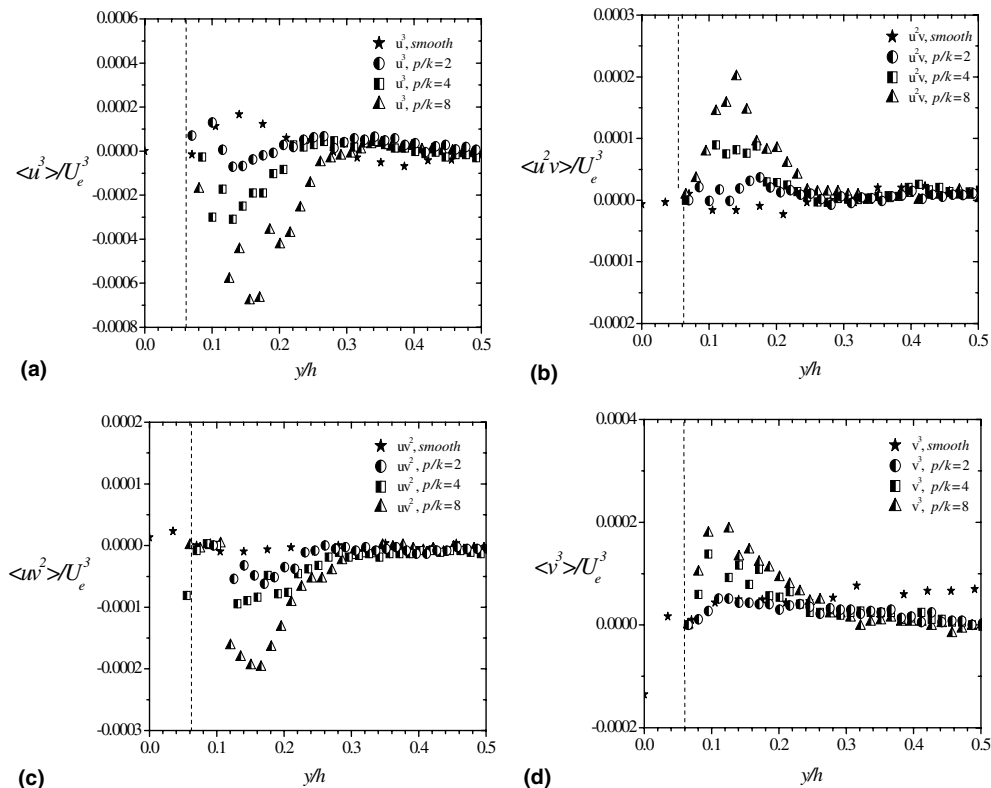 0.0006
0.0004
0.0002
0.0000
-0.0002
-0.0004
-0.0006
-0.0008
<u³>/Uₑ³
u³, smooth
u³, p/k=2
u³, p/k=4
u³, p/k=8
0.0 0.1 0.2 0.3 0.4 0.5
(a)
y/h
0.0003
0.0002
0.0001
0.0000
-0.0001
-0.0002
<u²v>/Uₑ³
u²v, smooth
u²v, p/k=2
u²v, p/k=4
u²v, p/k=8
0.0 0.1 0.2 0.3 0.4 0.5
(b)
y/h
0.0002
0.0001
0.0000
-0.0001
-0.0002
-0.0003
<uv²>/Uₑ³
uv², smooth
uv², p/k=2
uv², p/k=4
uv², p/k=8
0.0 0.1 0.2 0.3 0.4 0.5
(c)
y/h
0.0004
0.0002
0.0000
-0.0002
<v³>/Uₑ³
v³, smooth
v³, p/k=2
v³, p/k=4
v³, p/k=8
0.0 0.1 0.2 0.3 0.4 0.5
(d)
y/h